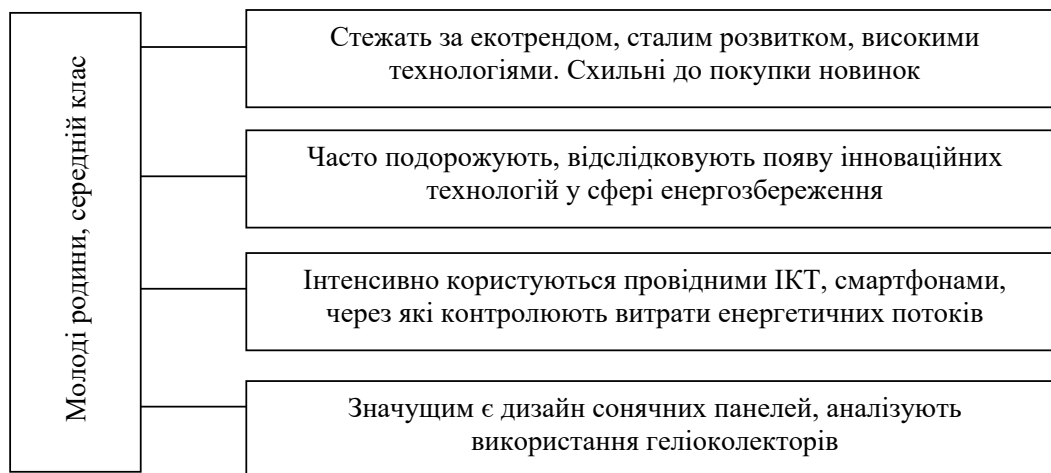 Молоді родини, середній клас
Стежать за екотрендом, сталим розвитком, високими
технологіями. Схильні до покупки новинок
Часто подорожують, відслідковують появу інноваційних
технологій у сфері енергозбереження
Інтенсивно користуються провідними ІКТ, смартфонами,
через які контролюють витрати енергетичних потоків
Значущим є дизайн сонячних панелей, аналізують
використання геліоколекторів